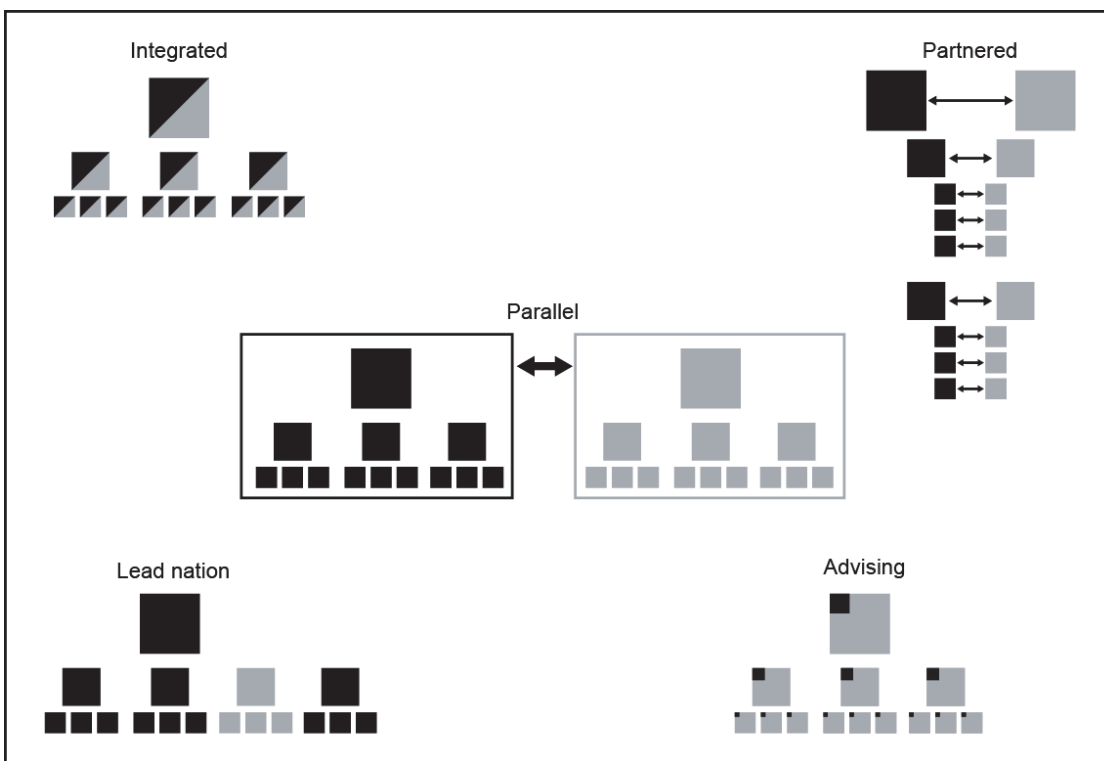 Integrated
Partnered
Parallel
Lead nation
Advising